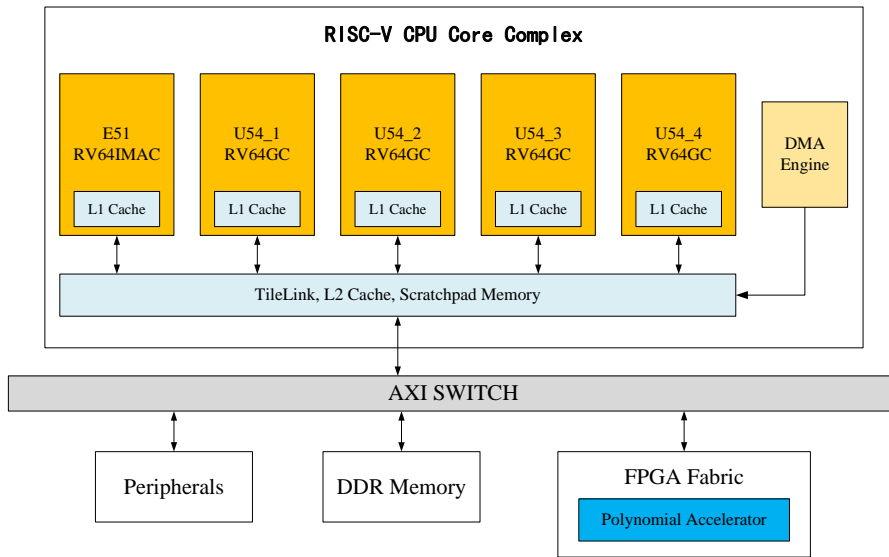 RISC-V CPU Core Complex
E51
RV64IMAC
L1 Cache
U54_1
RV64GC
L1 Cache
U54_2
RV64GC
L1 Cache
U54_3
RV64GC
L1 Cache
U54_4
RV64GC
L1 Cache
DMA
Engine
TileLink, L2 Cache, Scratchpad Memory
AXI SWITCH
Peripherals
DDR Memory
FPGA Fabric
Polynomial Accelerator